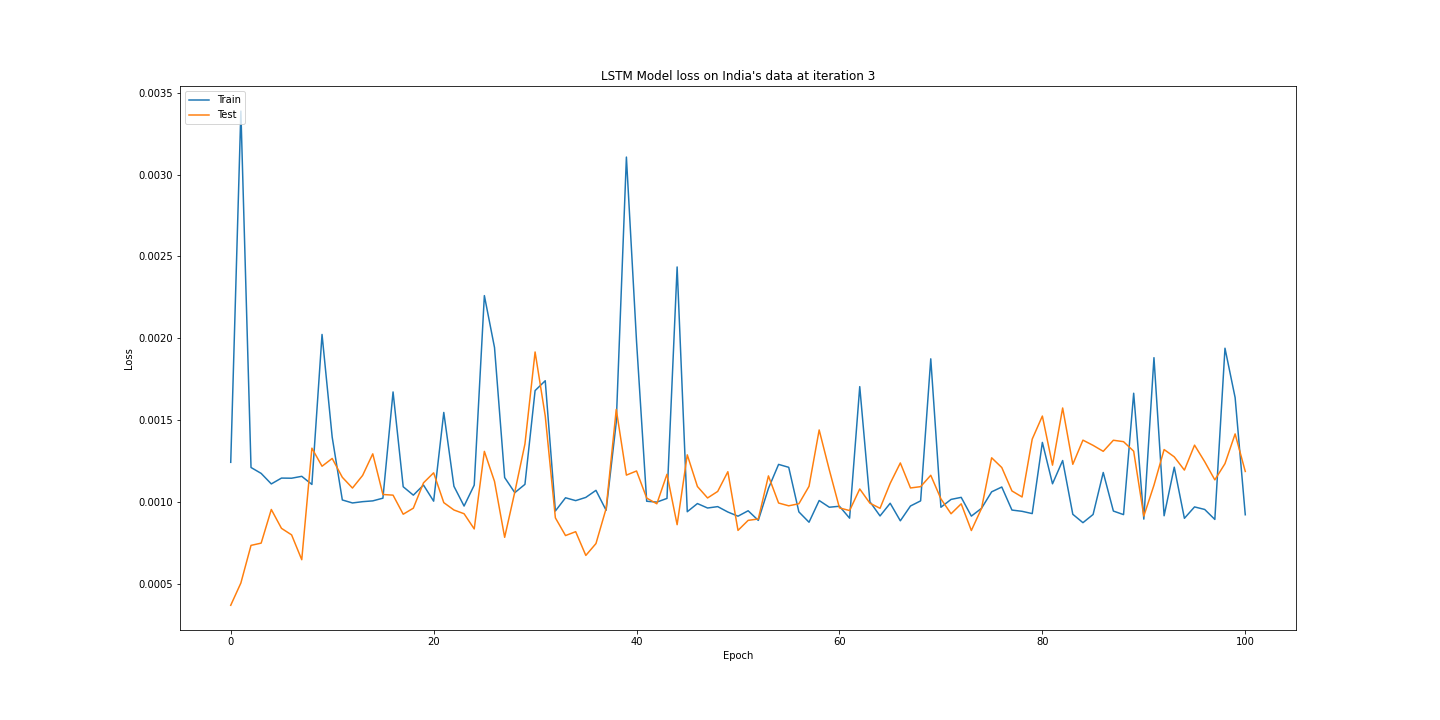 LSTM Model loss on India's data at iteration 3
Train
Test
0.0035
0.0030
0.0025
0.0020
0.0015
0.0010
0.0005
Loss
0 20 40 60 80 100
Epoch